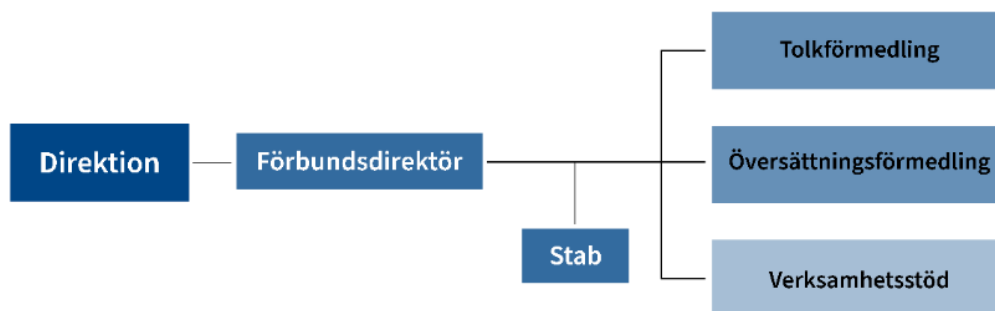 Direktion
Förbundsdirektör
Stab
Tolkförmedling
Översättningsförmedling
Verksamhetsstöd